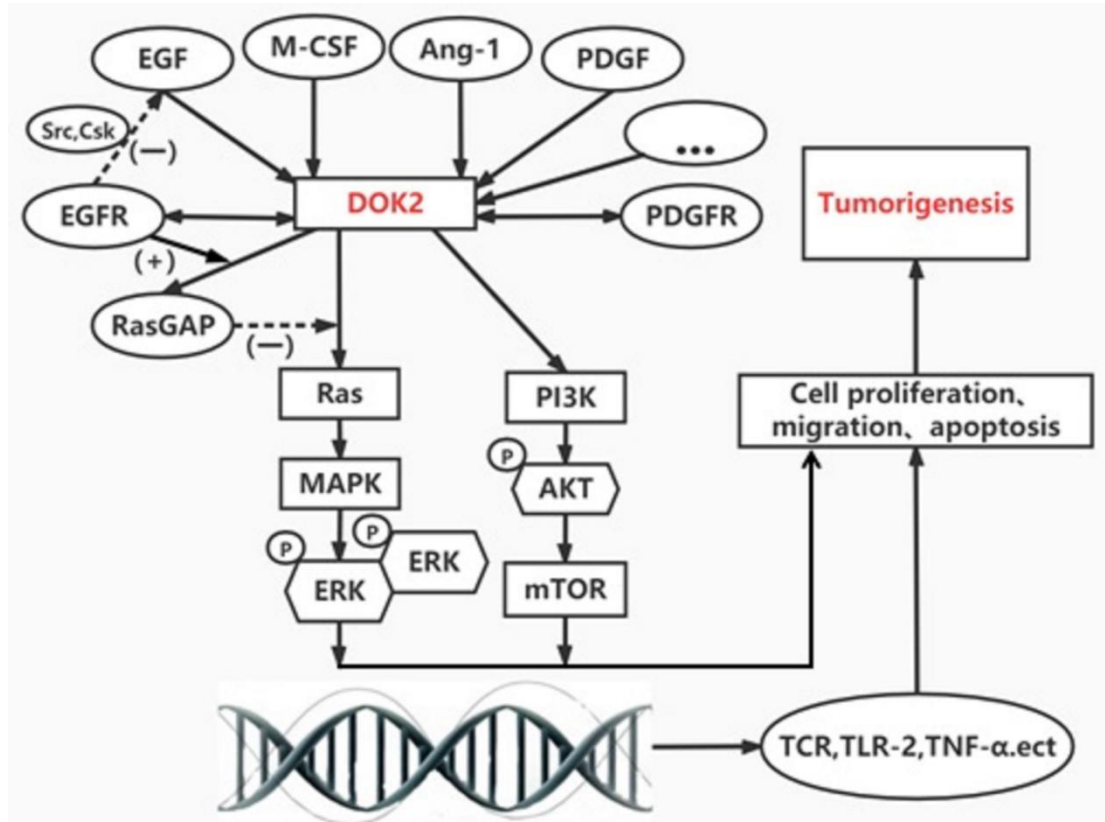 EGF
M-CSF
Ang-1
PDGF
Src,Csk
(—)
...
EGFR
DOK2
PDGFR
Tumorigenesis
(+)
RasGAP
(—)
Ras
PI3K
Cell proliferation、
migration、apoptosis
MAPK
P
AKT
P
ERK
P
ERK
mTOR
TCR,TLR-2,TNF-α.ect